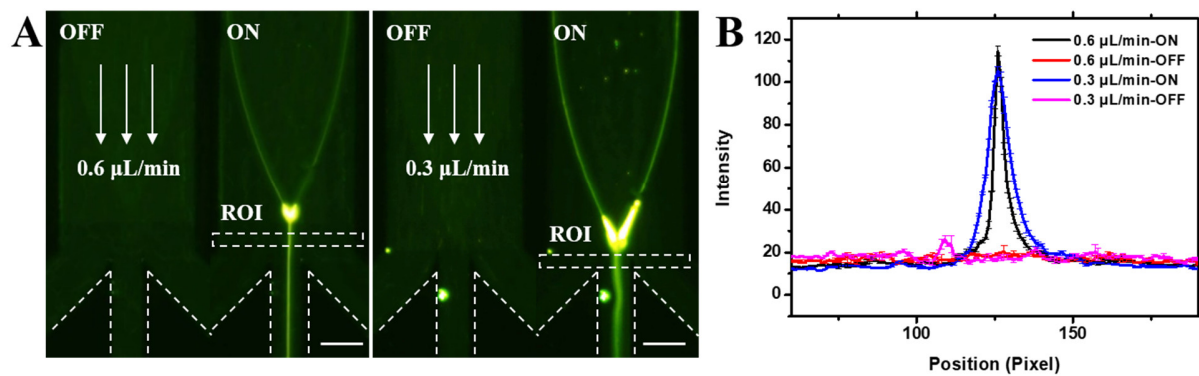 A
OFF
ON
0.6 µL/min
ROI
OFF
ON
0.3 µL/min
ROI
B
120
100
80
60
40
20
0
Intensity
0.6 µL/min-ON
0.6 µL/min-OFF
0.3 µL/min-ON
0.3 µL/min-OFF
100
150
Position (Pixel)